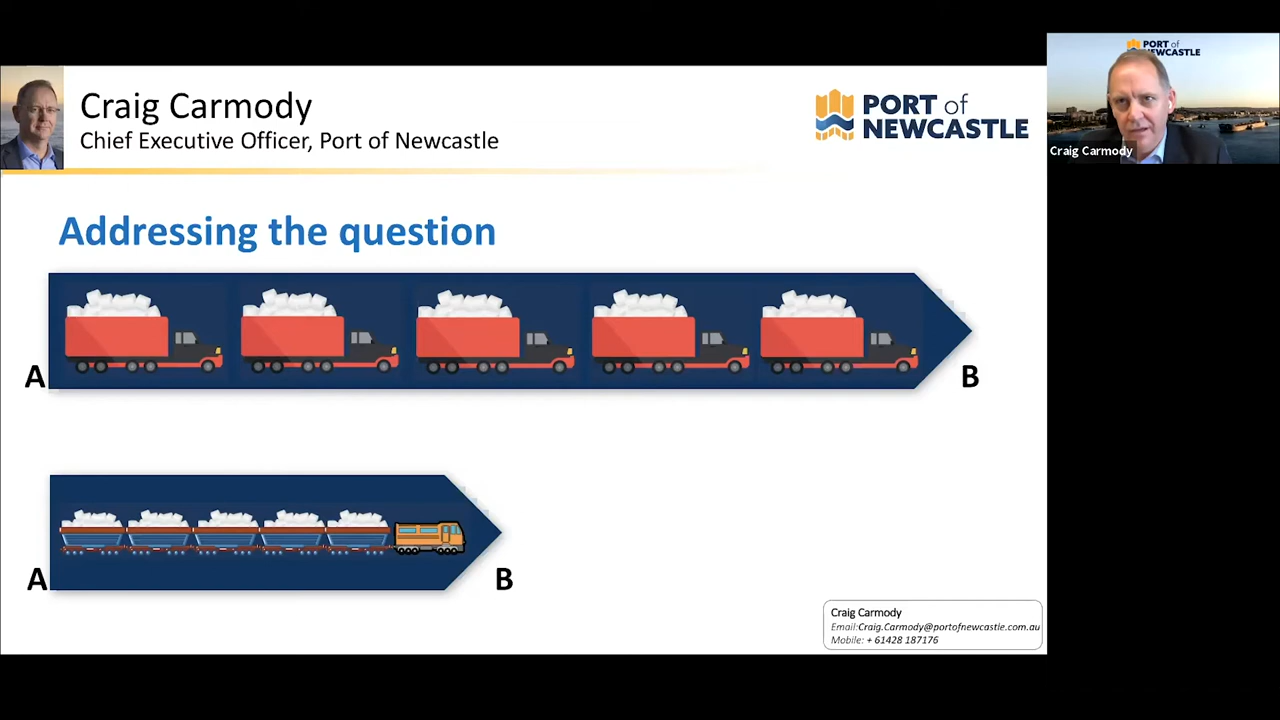 Craig Carmody
Chief Executive Officer, Port of Newcastle
PORT of
NEWCASTLE
PORT of
NEWCASTLE
Craig Carmody
Addressing the question
A
B
A
B
Craig Carmody
Email:Craig.Carmody@portofnewcastle.com.au
Mobile: + 61428 187176